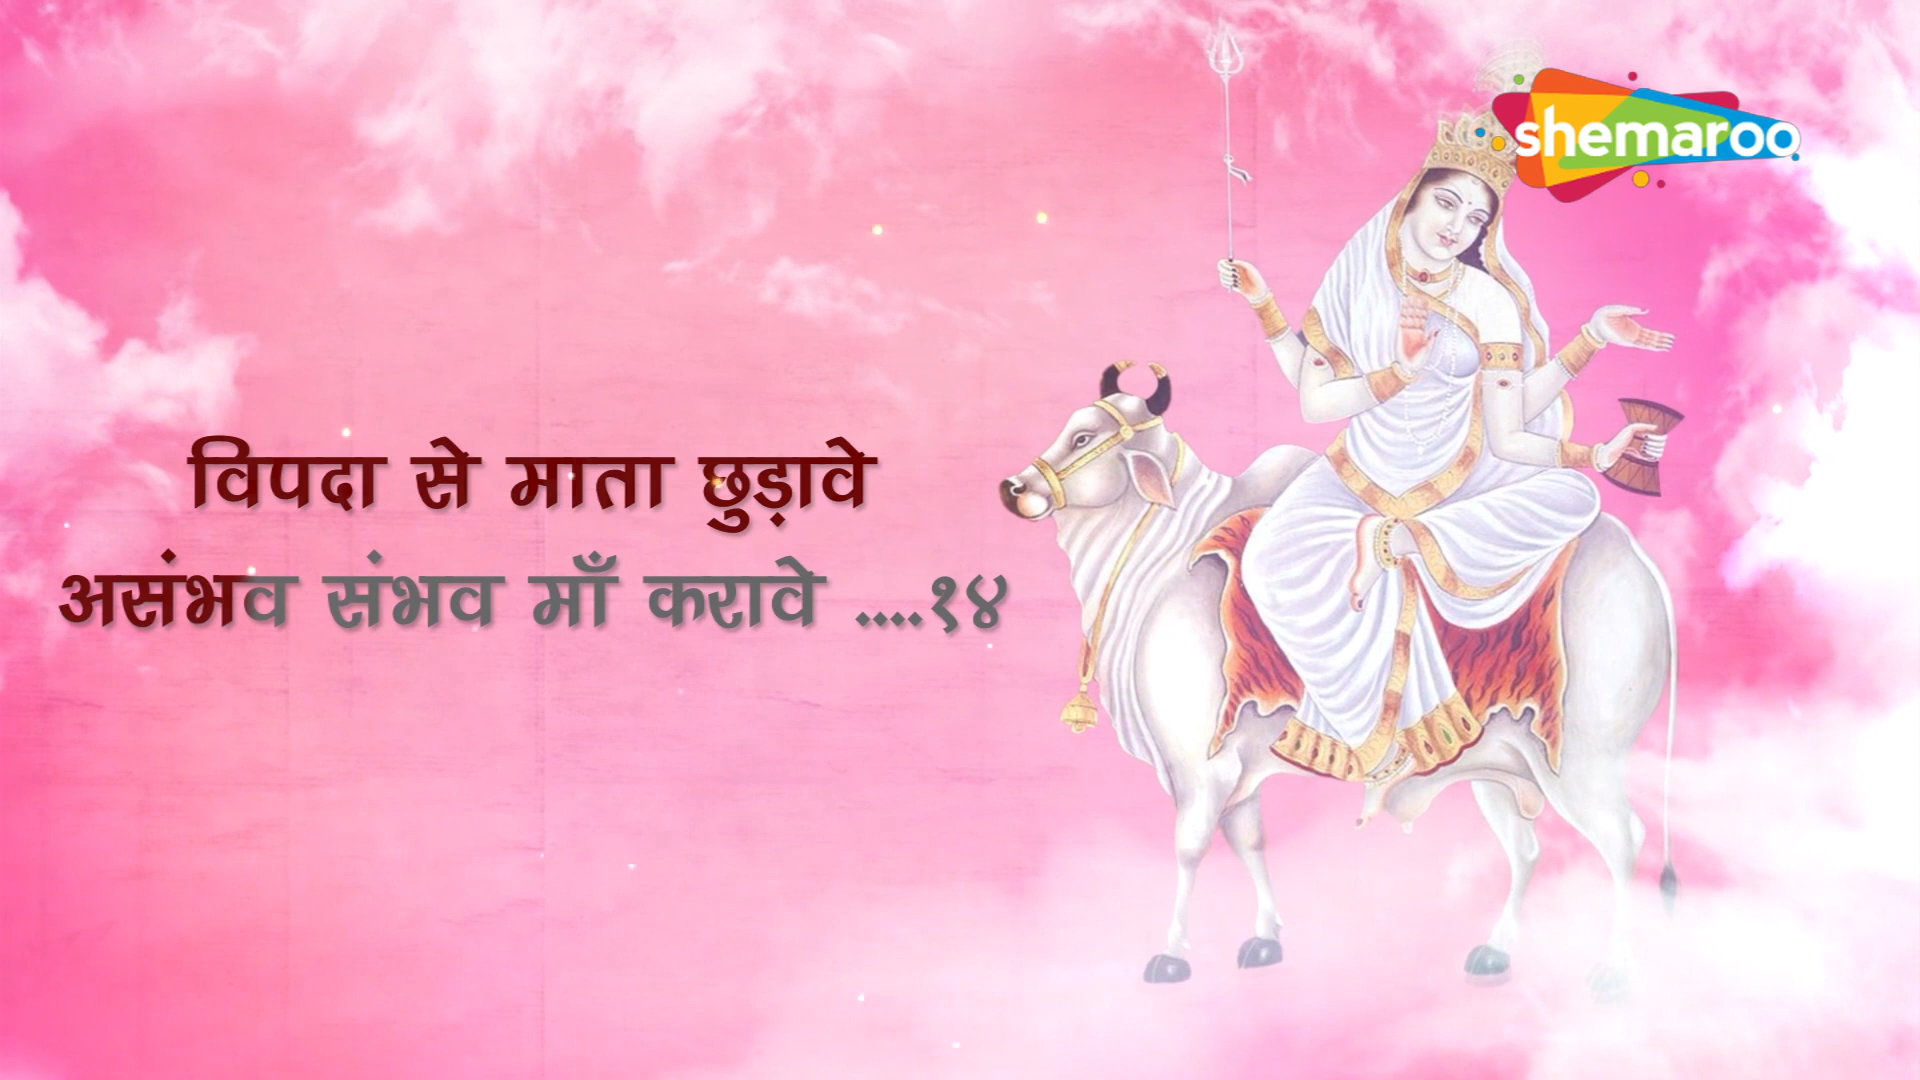 shemaroo
विपदा से माता छुड़ावे
असंभव संभव माँ करावे ....१४